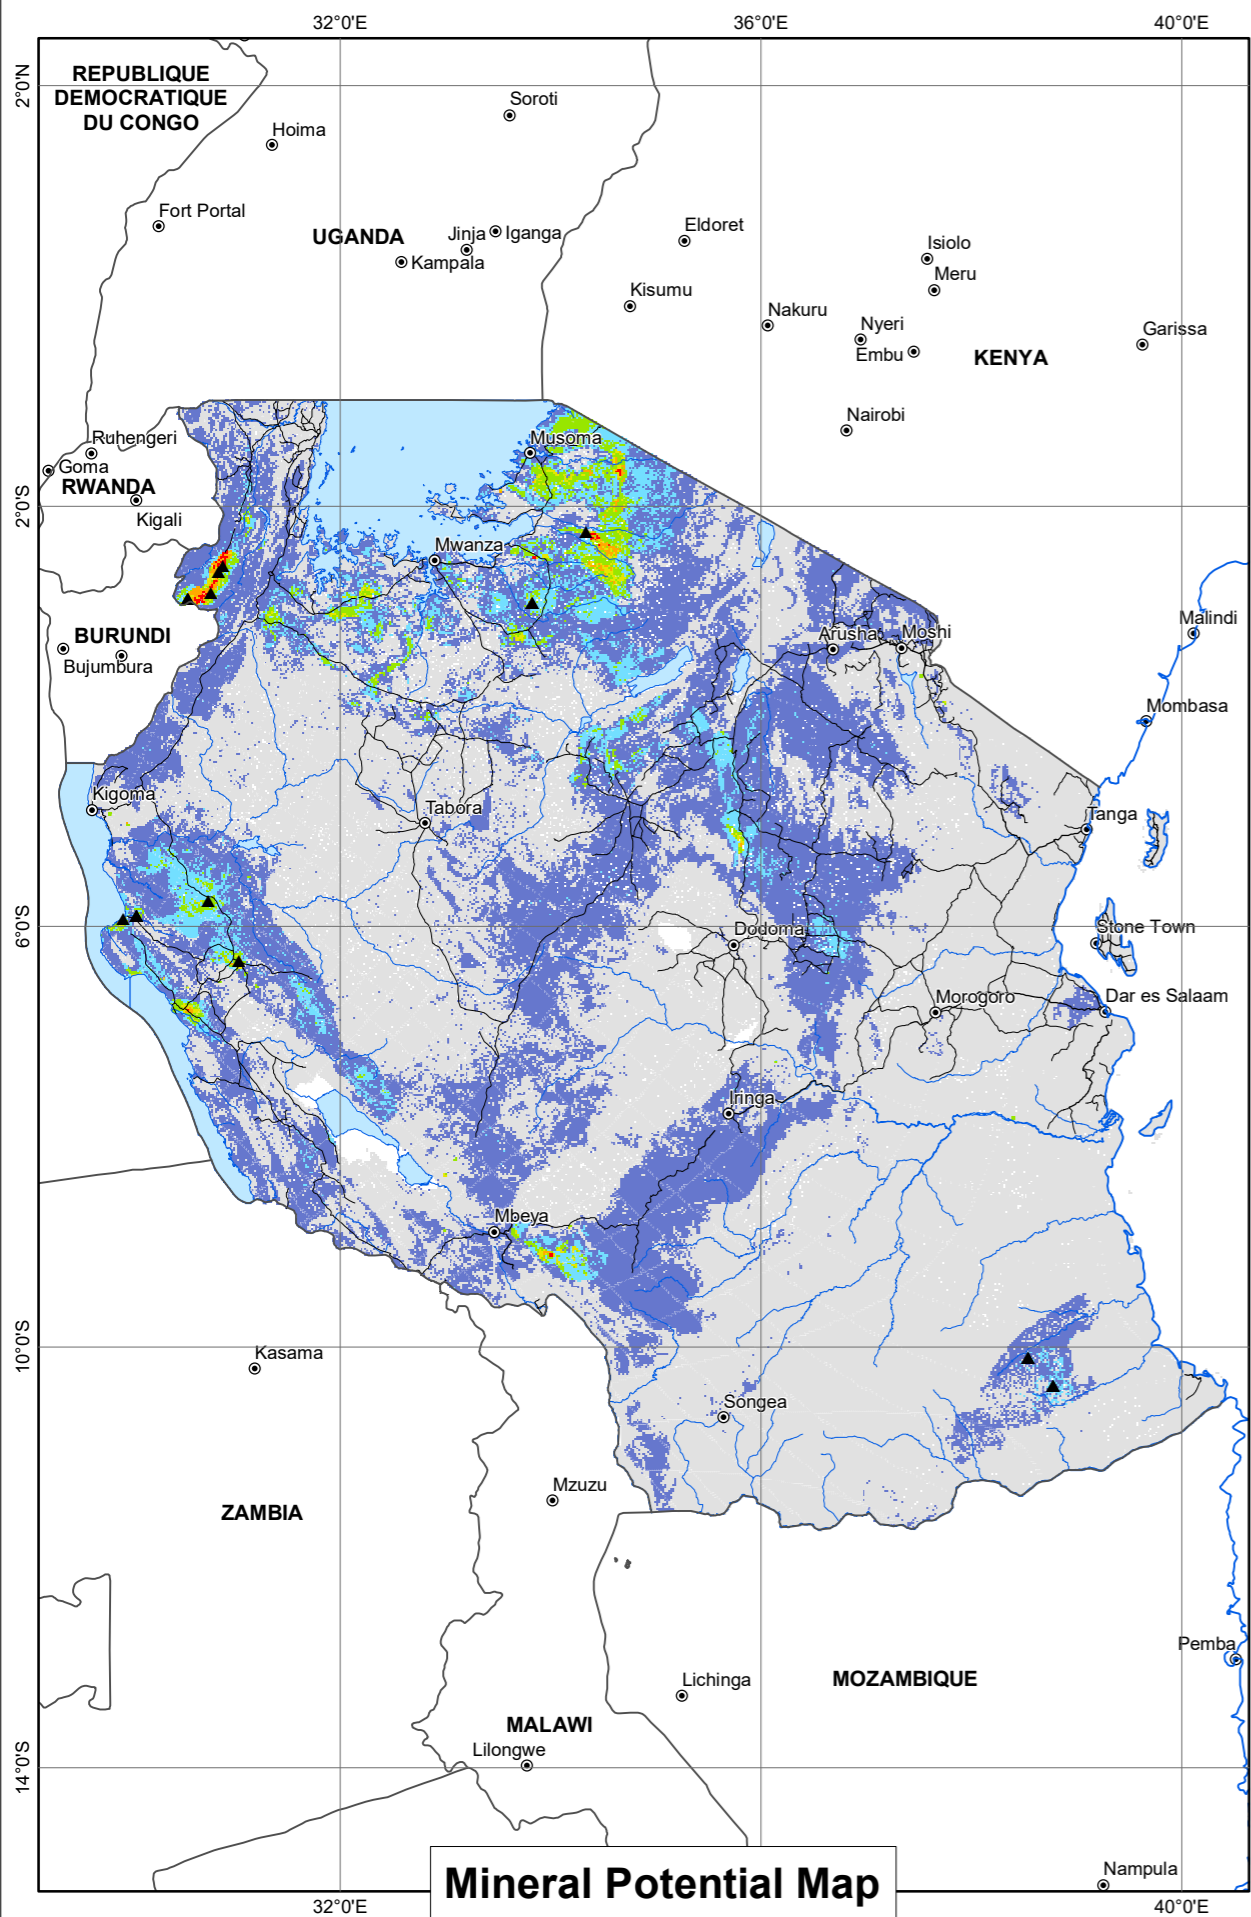 32°0'E
36°0'E
40°0'E
2°0'N
REPUBLIQUE
DEMOCRATIQUE
DU CONGO
Soroti
Hoima
Fort Portal
UGANDA
Jinja
Iganga
Kampala
Eldoret
Isiolo
Meru
Kisumu
Nakuru
Nyeri
Embu
KENYA
Garissa
Nairobi
Ruhengeri
Goma
RWANDA
Kigali
Musoma
2°0'S
Mwanza
BURUNDI
Bujumbura
Arusha
Moshi
Malindi
Mombasa
Kigoma
Tabora
Tanga
6°0'S
Dodoma
Stone Town
Morogoro
Dar es Salaam
Iringa
Mbeya
10°0'S
Kasama
Songea
Mzuzu
ZAMBIA
Pemba
Lichinga
MOZAMBIQUE
MALAWI
Lilongwe
14°0'S
Mineral Potential Map
Nampula
32°0'E
40°0'E